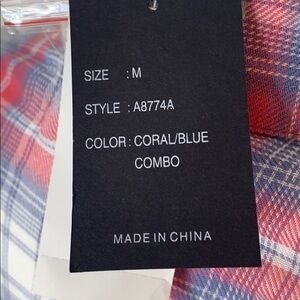 SIZE : M
STYLE : A8774A
COLOR : CORAL/BLUE
COMBO
MADE IN CHINA